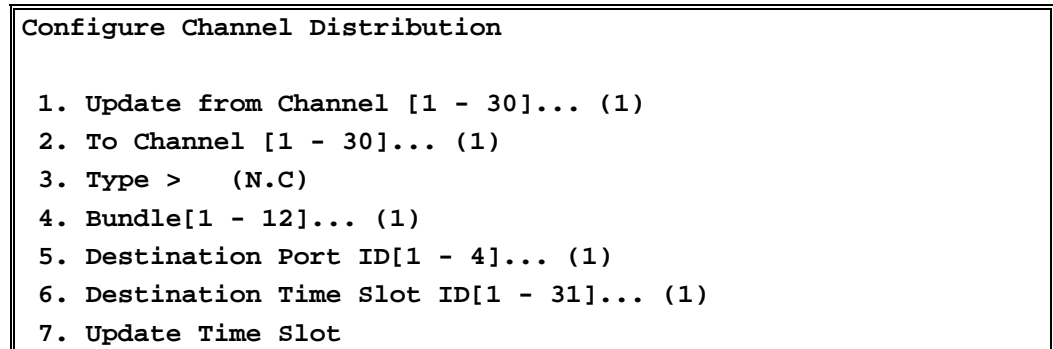 Configure Channel Distribution
1. Update from Channel [1 - 30]... (1)
2. To Channel [1 - 30]... (1)
3. Type > (N.C)
4. Bundle[1 - 12]... (1)
5. Destination Port ID[1 - 4]... (1)
6. Destination Time Slot ID[1 - 31]... (1)
7. Update Time Slot